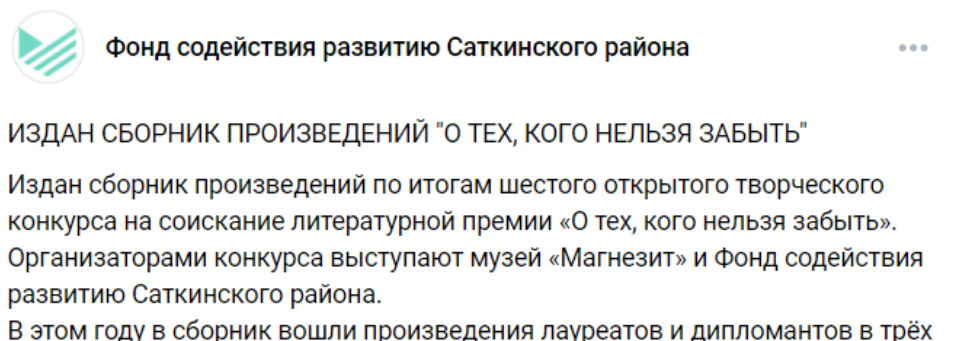 Фонд содействия развитию Саткинского района
ИЗДАН СБОРНИК ПРОИЗВЕДЕНИЙ "О ТЕХ, КОГО НЕЛЬЗЯ ЗАБЫТЬ"
Издан сборник произведений по итогам шестого открытого творческого
конкурса на соискание литературной премии «О тех, кого нельзя забыть».
Организаторами конкурса выступают музей «Магнезит» и Фонд содействия
развитию Саткинского района.
В этом году в сборник вошли произведения лауреатов и дипломантов в трёх